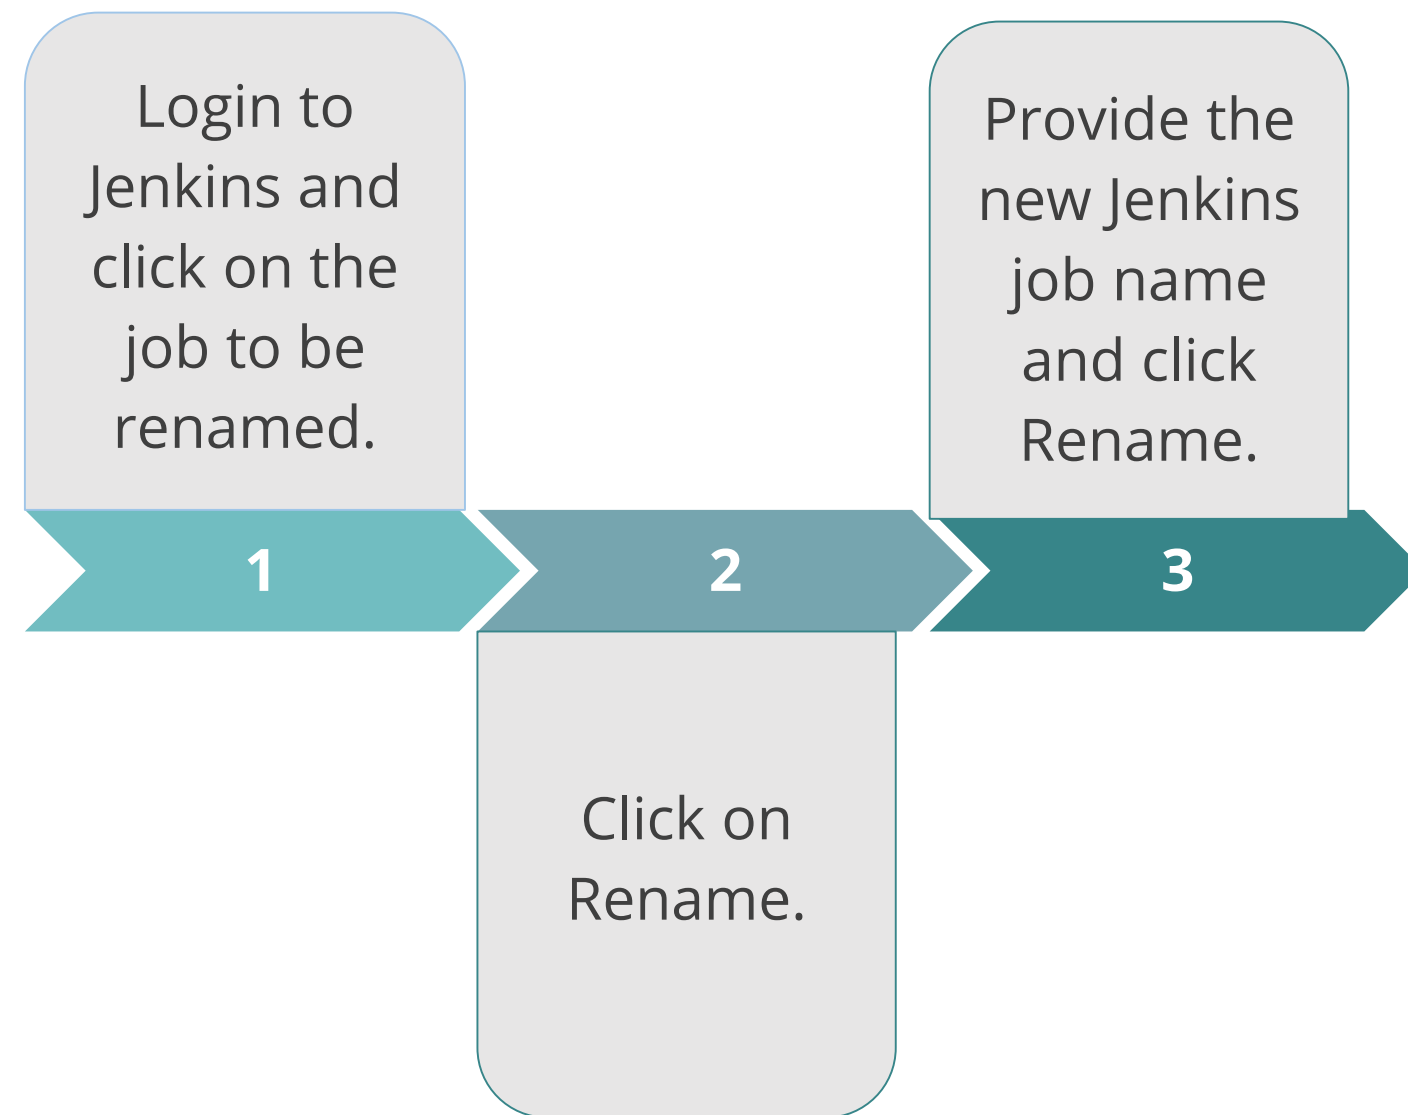 Login to
Jenkins and
click on the
job to be
renamed.
1
2
Click on
Rename.
Provide the
new Jenkins
job name
and click
Rename.
3